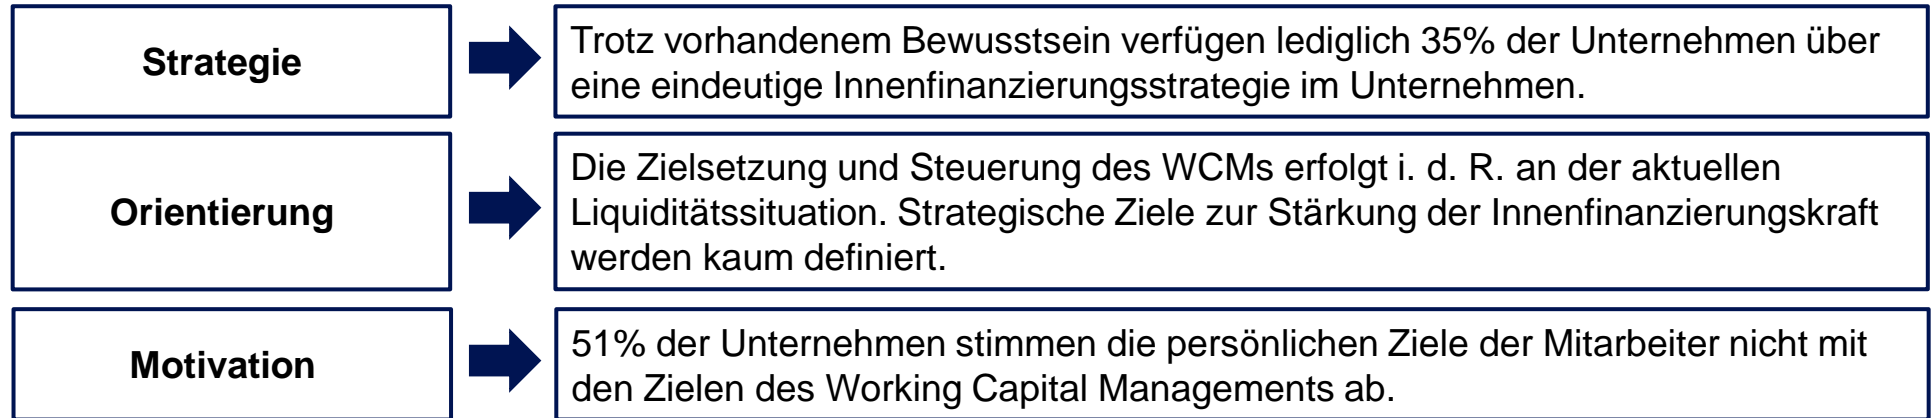 Strategie
Trotz vorhandenem Bewusstsein verfügen lediglich 35% der Unternehmen über
eine eindeutige Innenfinanzierungsstrategie im Unternehmen.
Orientierung
Die Zielsetzung und Steuerung des WCMs erfolgt i. d. R. an der aktuellen
Liquiditätssituation. Strategische Ziele zur Stärkung der Innenfinanzierungskraft
werden kaum definiert.
Motivation
51% der Unternehmen stimmen die persönlichen Ziele der Mitarbeiter nicht mit
den Zielen des Working Capital Managements ab.